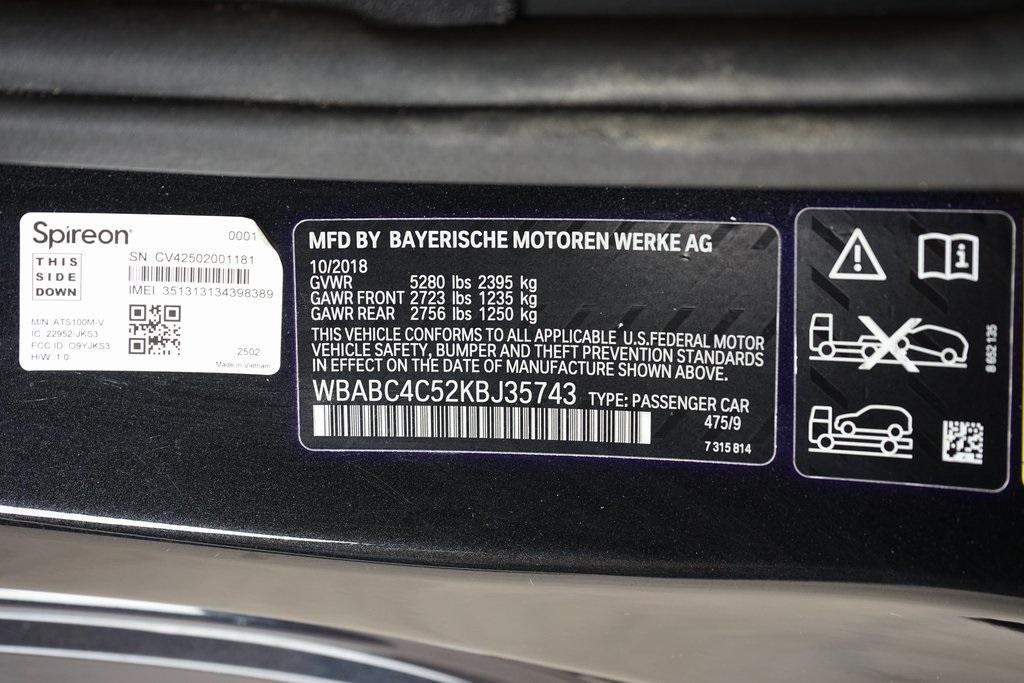 Spireon
0001
THIS
SIDE
DOWN
SN CV42502001181
IMEI 351313134398389
M/N ATS100M-V
IC 22952-JKS3
FCC ID O9YJKS3
H/W 1.0
2502
Made in Vietnam
MFD BY BAYERISCHE MOTOREN WERKE AG
10/2018
GVWR 5280 lbs 2395 kg
GAWR FRONT 2723 lbs 1235 kg
GAWR REAR 2756 lbs 1250 kg
THIS VEHICLE CONFORMS TO ALL APPLICABLE U.S.FEDERAL MOTOR
VEHICLE SAFETY, BUMPER AND THEFT PREVENTION STANDARDS
IN EFFECT ON THE DATE OF MANUFACTURE SHOWN ABOVE.
WBABC4C52KBJ35743 TYPE: PASSENGER CAR
475/9
7 315 814
8 652 135